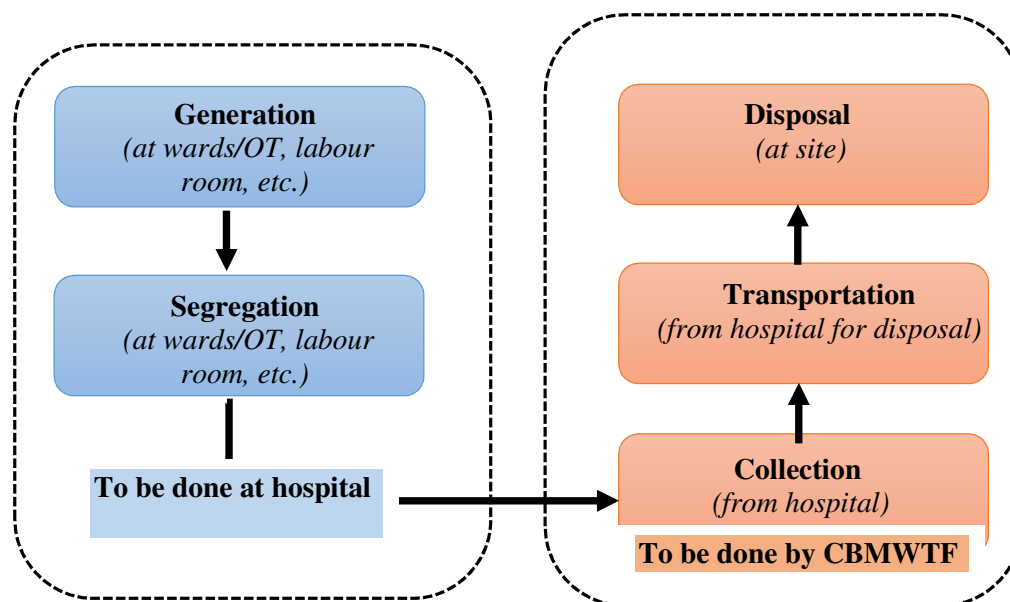 Generation
(at wards/OT, labour
room, etc.)
Segregation
(at wards/OT, labour
room, etc.)
To be done at hospital
Disposal
(at site)
Transportation
(from hospital for disposal)
Collection
(from hospital)
To be done by CBMWTF